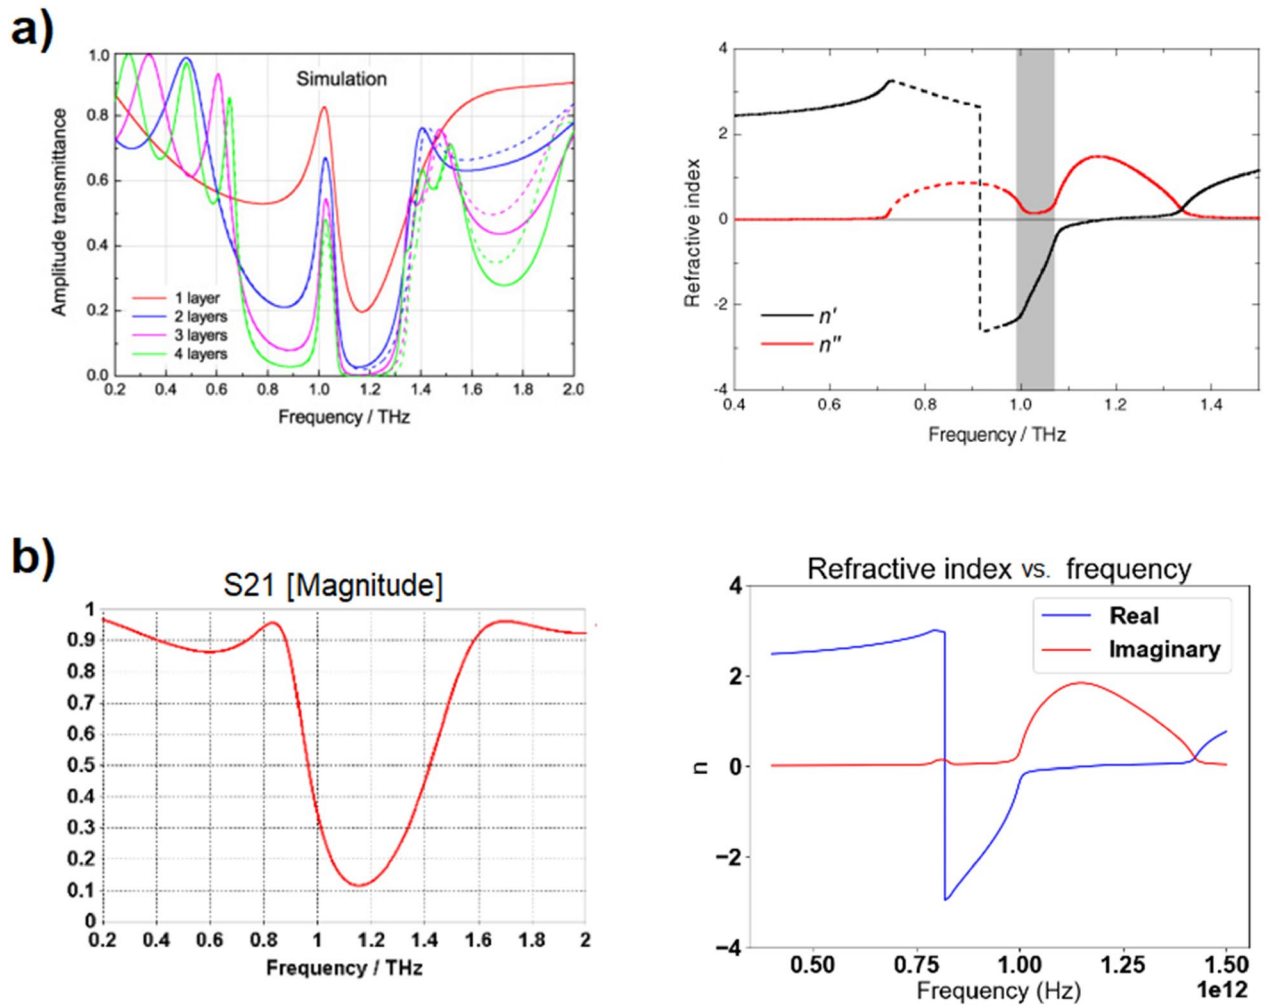 a)
Simulation
Amplitude transmittance
1.0
0.8
0.6
0.4
0.2
0.0
1 layer
2 layers
3 layers
4 layers
0.2 0.4 0.6 0.8 1.0 1.2 1.4 1.6 1.8 2.0
Frequency / THz
Refractive index
4
2
0
-2
-4
n'
n''
0.4 0.6 0.8 1.0 1.2 1.4
Frequency / THz
b)
S21 [Magnitude]
1
0.9
0.8
0.7
0.6
0.5
0.4
0.3
0.2
0.1
0
0.2 0.4 0.6 0.8 1 1.2 1.4 1.6 1.8 2
Frequency / THz
Refractive index vs. frequency
n
4
2
0
−2
−4
Real
Imaginary
0.50 0.75 1.00 1.25 1.50
Frequency (Hz) 1e12